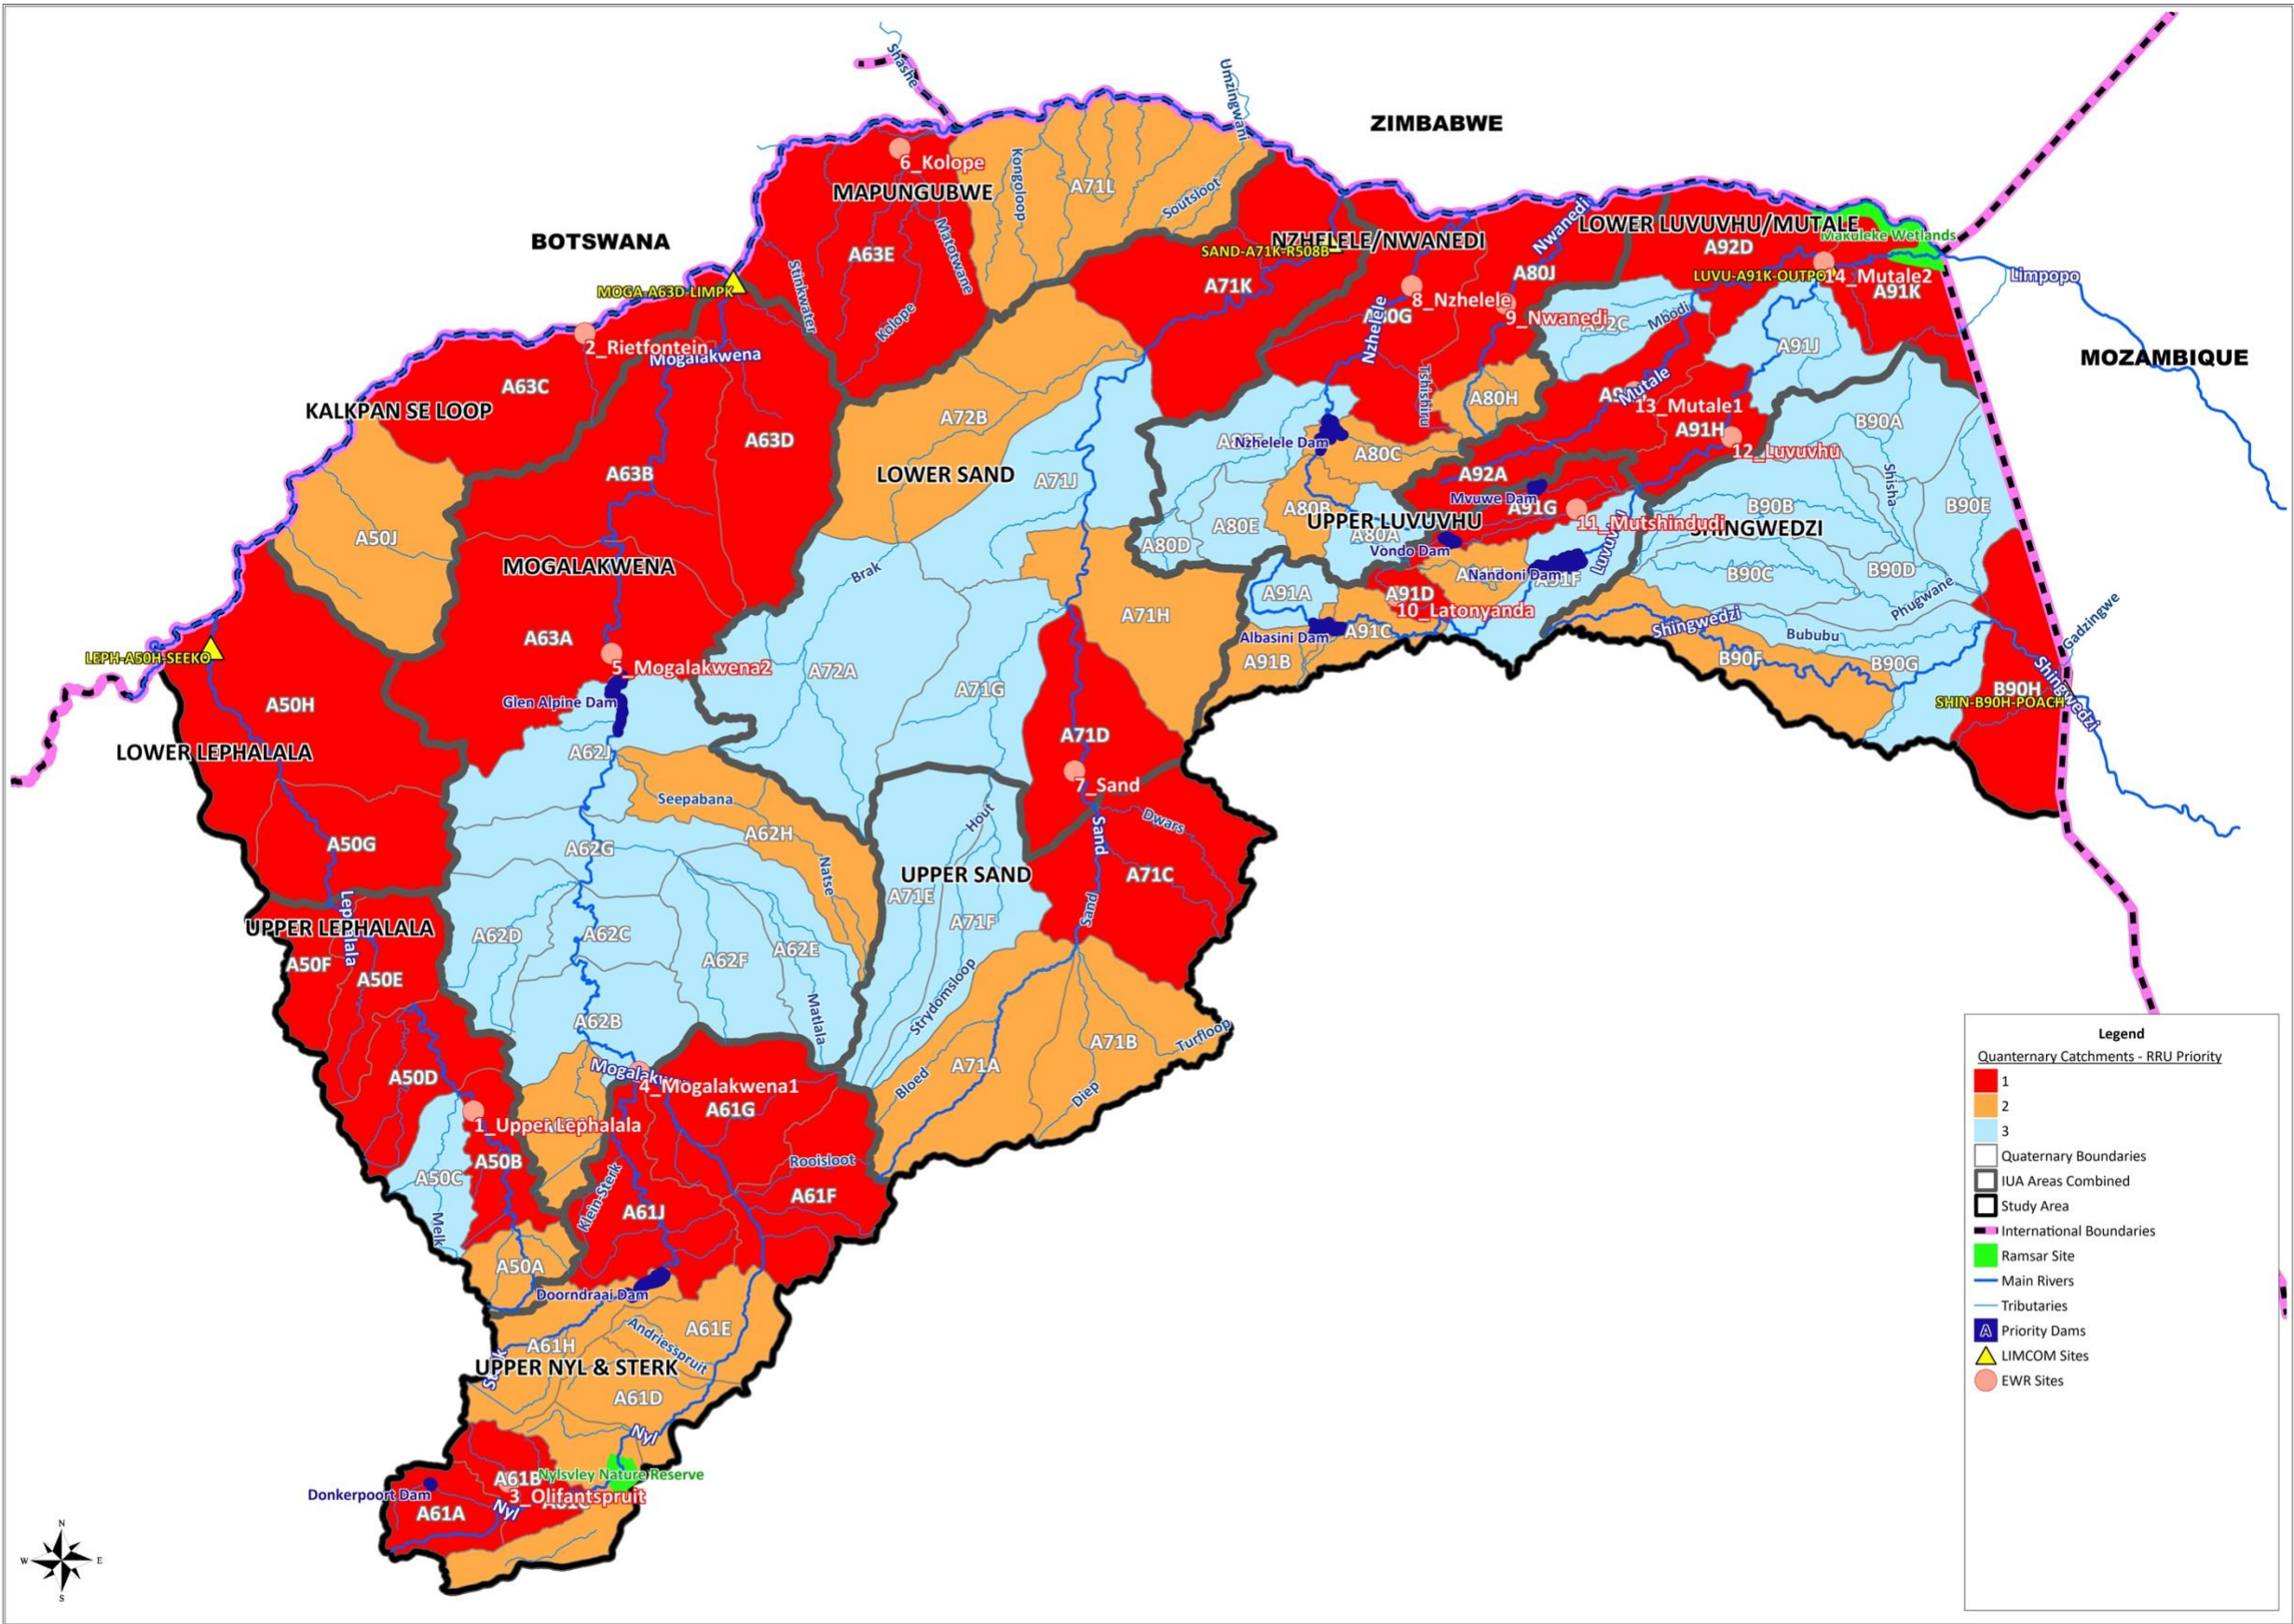 Shashe
Umzingwani
ZIMBABWE
6_Kolope
MAPUNGUBWE
Kongoloop
A71L
Soutsloot
BOTSWANA
A63E
Matotwane
Stinkwater
Kolope
MOGA-A63D-LIMPK
SAND-A71K-R508B
NZHELELE/NWANEDI
Nwanedi
LOWER LUVUVHU/MUTALE
Makuleke Wetlands
A92D
LUVU-A91K-OUTPO
14_Mutale2
A91K
Limpopo
A71K
A80J
8_Nzhelele
9_Nwanedi
Mbodi
A91J
Nzhelele
MOZAMBIQUE
2_Rietfontein
Mogalakwena
A63C
KALKPAN SE LOOP
A63D
A72B
Tshishiru
A80H
Mutale
13_Mutale1
A91H
12_Luvuvhu
B90A
A63B
LOWER SAND
A71J
Nzhelele Dam
A80C
A92A
Mvuwe Dam
A91G
Shisha
B90B
B90E
A50J
A80E
A80B
UPPER LUVUVHU
A80A
11_Mutshindudi
SHINGWEDZI
A80D
Vondo Dam
Nandoni Dam
A91F
B90C
B90D
MOGALAKWENA
Brak
A91A
A91D
10_Latonyanda
Phugwane
A71H
Albasini Dam
A91C
Shingwedzi
Bububu
Gadzingwe
A63A
LEPH-A50H-SEEKO
5_Mogalakwena2
A72A
A91B
B90F
B90G
A71G
B90H
SHIN-B90H-POACH
Shingwedzi
A50H
Glen Alpine Dam
A71D
LOWER LEPHALALA
A62J
7_Sand
Seepabana
Hout
Sand
Dwars
A62H
A50G
A62G
Natse
UPPER SAND
A71C
A71E
A71F
Sand
UPPER LEPHALALA
A62D
A62C
A50F
A50E
A62F
A62E
Strydomsloop
Matlala
A62B
A71B
Turfloop
A71A
A50D
Bloed
Diep
4_Mogalakwena1
A61G
1_Upper Lephalala
A50B
Rooisloot
A50C
Klein-Sterk
A61F
A61J
Melk
A50A
Doorndraai Dam
Andriesspruit
A61E
A61H
UPPER NYL & STERK
A61D
Nyl
A61B
Nylsvley Nature Reserve
Donkerpoort Dam
3_Olifantspruit
A61A
Nyl
N
W
E
S
Legend
Quanternary Catchments - RRU Priority
1
2
3
Quaternary Boundaries
IUA Areas Combined
Study Area
International Boundaries
Ramsar Site
Main Rivers
Tributaries
A
Priority Dams
LIMCOM Sites
EWR Sites